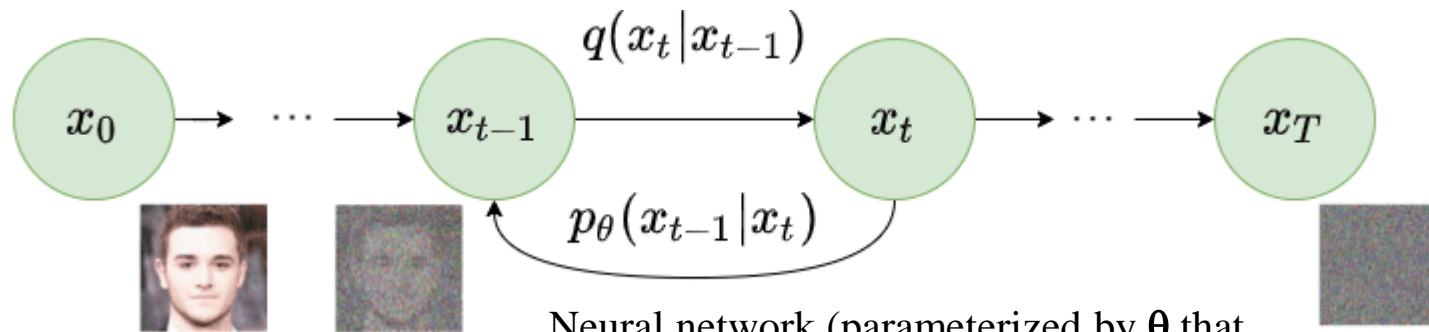 q(x_t|x_{t−1})
x_0 ··· x_{t−1} x_t ··· x_T
p_θ(x_{t−1}|x_t)
Neural network (parameterized by θ that